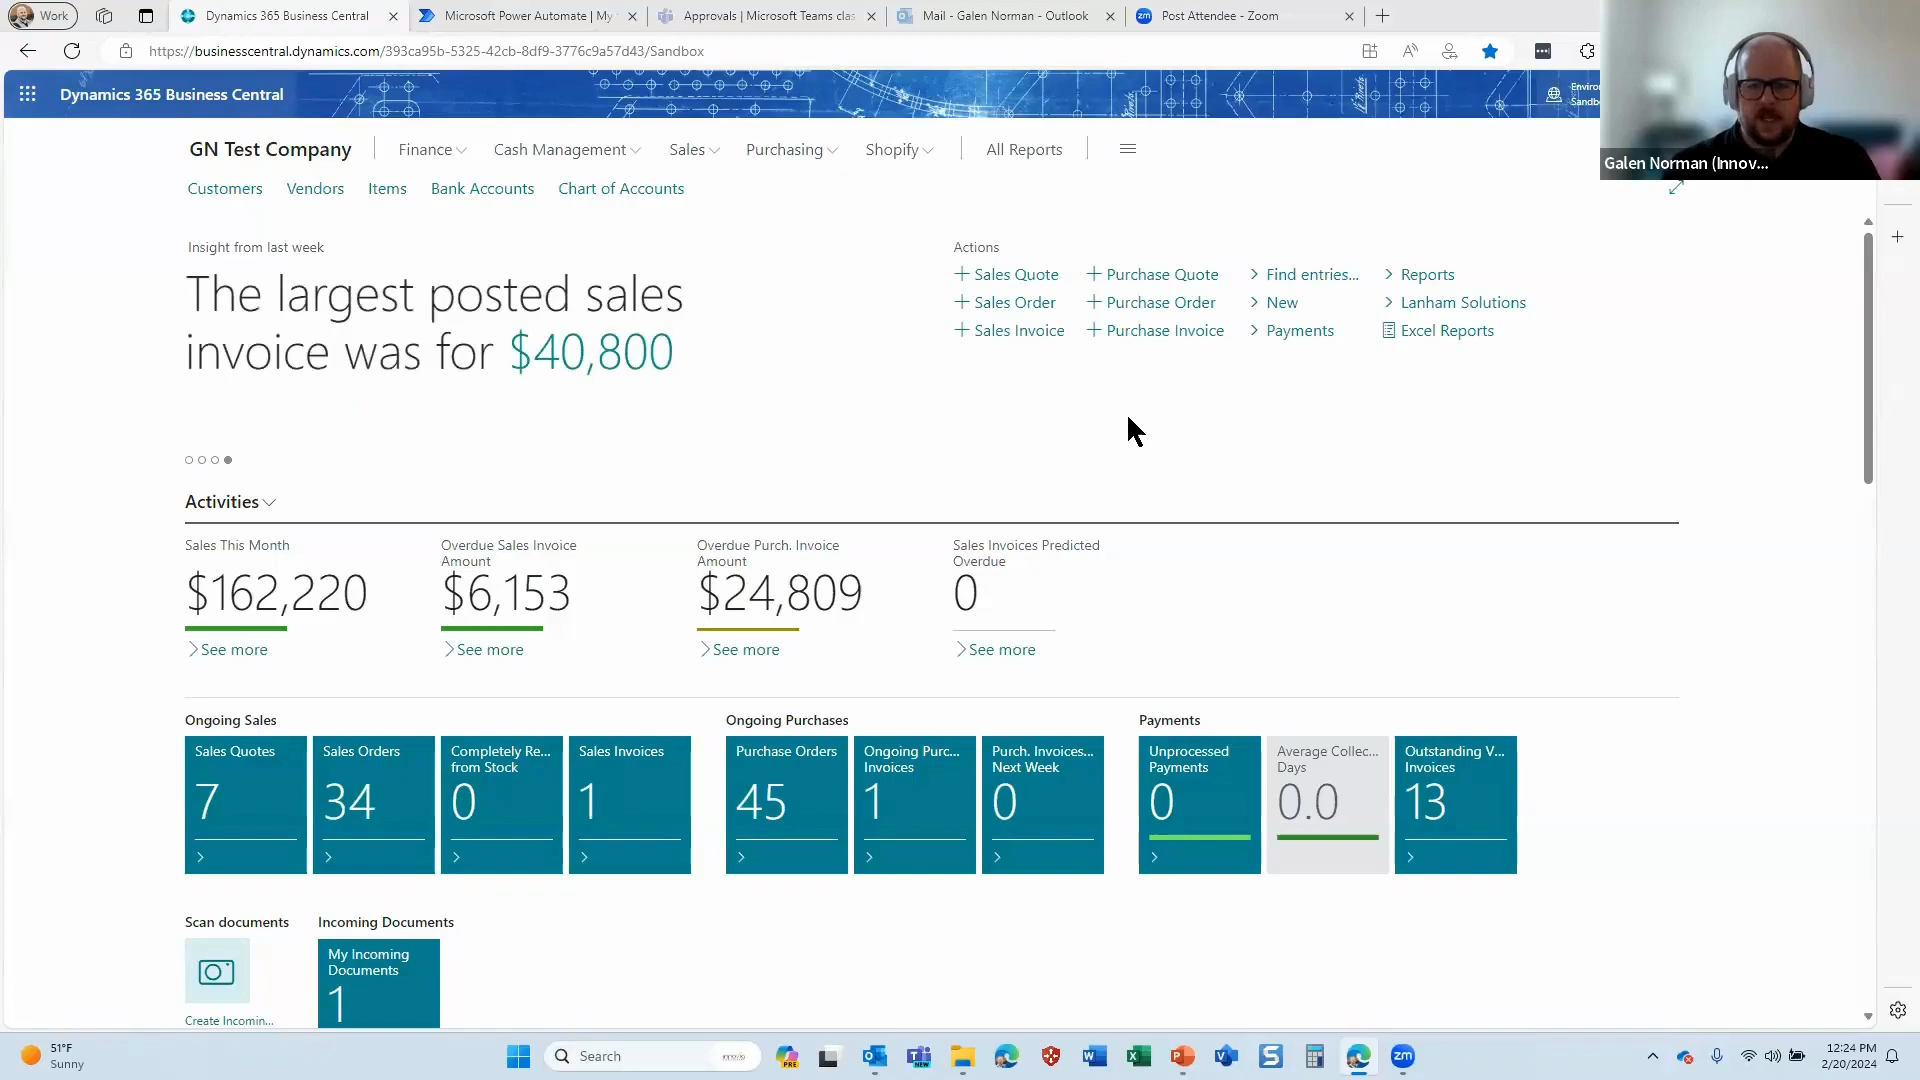 Work
Dynamics 365 Business Central
Microsoft Power Automate | My
Approvals | Microsoft Teams clas
Mail - Galen Norman - Outlook
Post Attendee - Zoom
https://businesscentral.dynamics.com/393ca95b-5325-42cb-8df9-3776c9a57d43/Sandbox
Dynamics 365 Business Central
Environ
Sandbo
Galen Norman (Innov...
GN Test Company
Finance
Cash Management
Sales
Purchasing
Shopify
All Reports
Customers
Vendors
Items
Bank Accounts
Chart of Accounts
Insight from last week
The largest posted sales
invoice was for $40,800
Actions
Sales Quote
Purchase Quote
Find entries...
Reports
Sales Order
Purchase Order
New
Lanham Solutions
Sales Invoice
Purchase Invoice
Payments
Excel Reports
Activities
Sales This Month
$162,220
See more
Overdue Sales Invoice
Amount
$6,153
See more
Overdue Purch. Invoice
Amount
$24,809
See more
Sales Invoices Predicted
Overdue
0
See more
Ongoing Sales
Sales Quotes
7
Sales Orders
34
Completely Re...
from Stock
0
Sales Invoices
1
Ongoing Purchases
Purchase Orders
45
Ongoing Purc...
Invoices
1
Purch. Invoices...
Next Week
0
Payments
Unprocessed
Payments
0
Average Collec...
Days
0.0
Outstanding V...
Invoices
13
Scan documents
Create Incomin...
Incoming Documents
My Incoming
Documents
1
51°F
Sunny
Search
PRE
NEW
zm
12:24 PM
2/20/2024